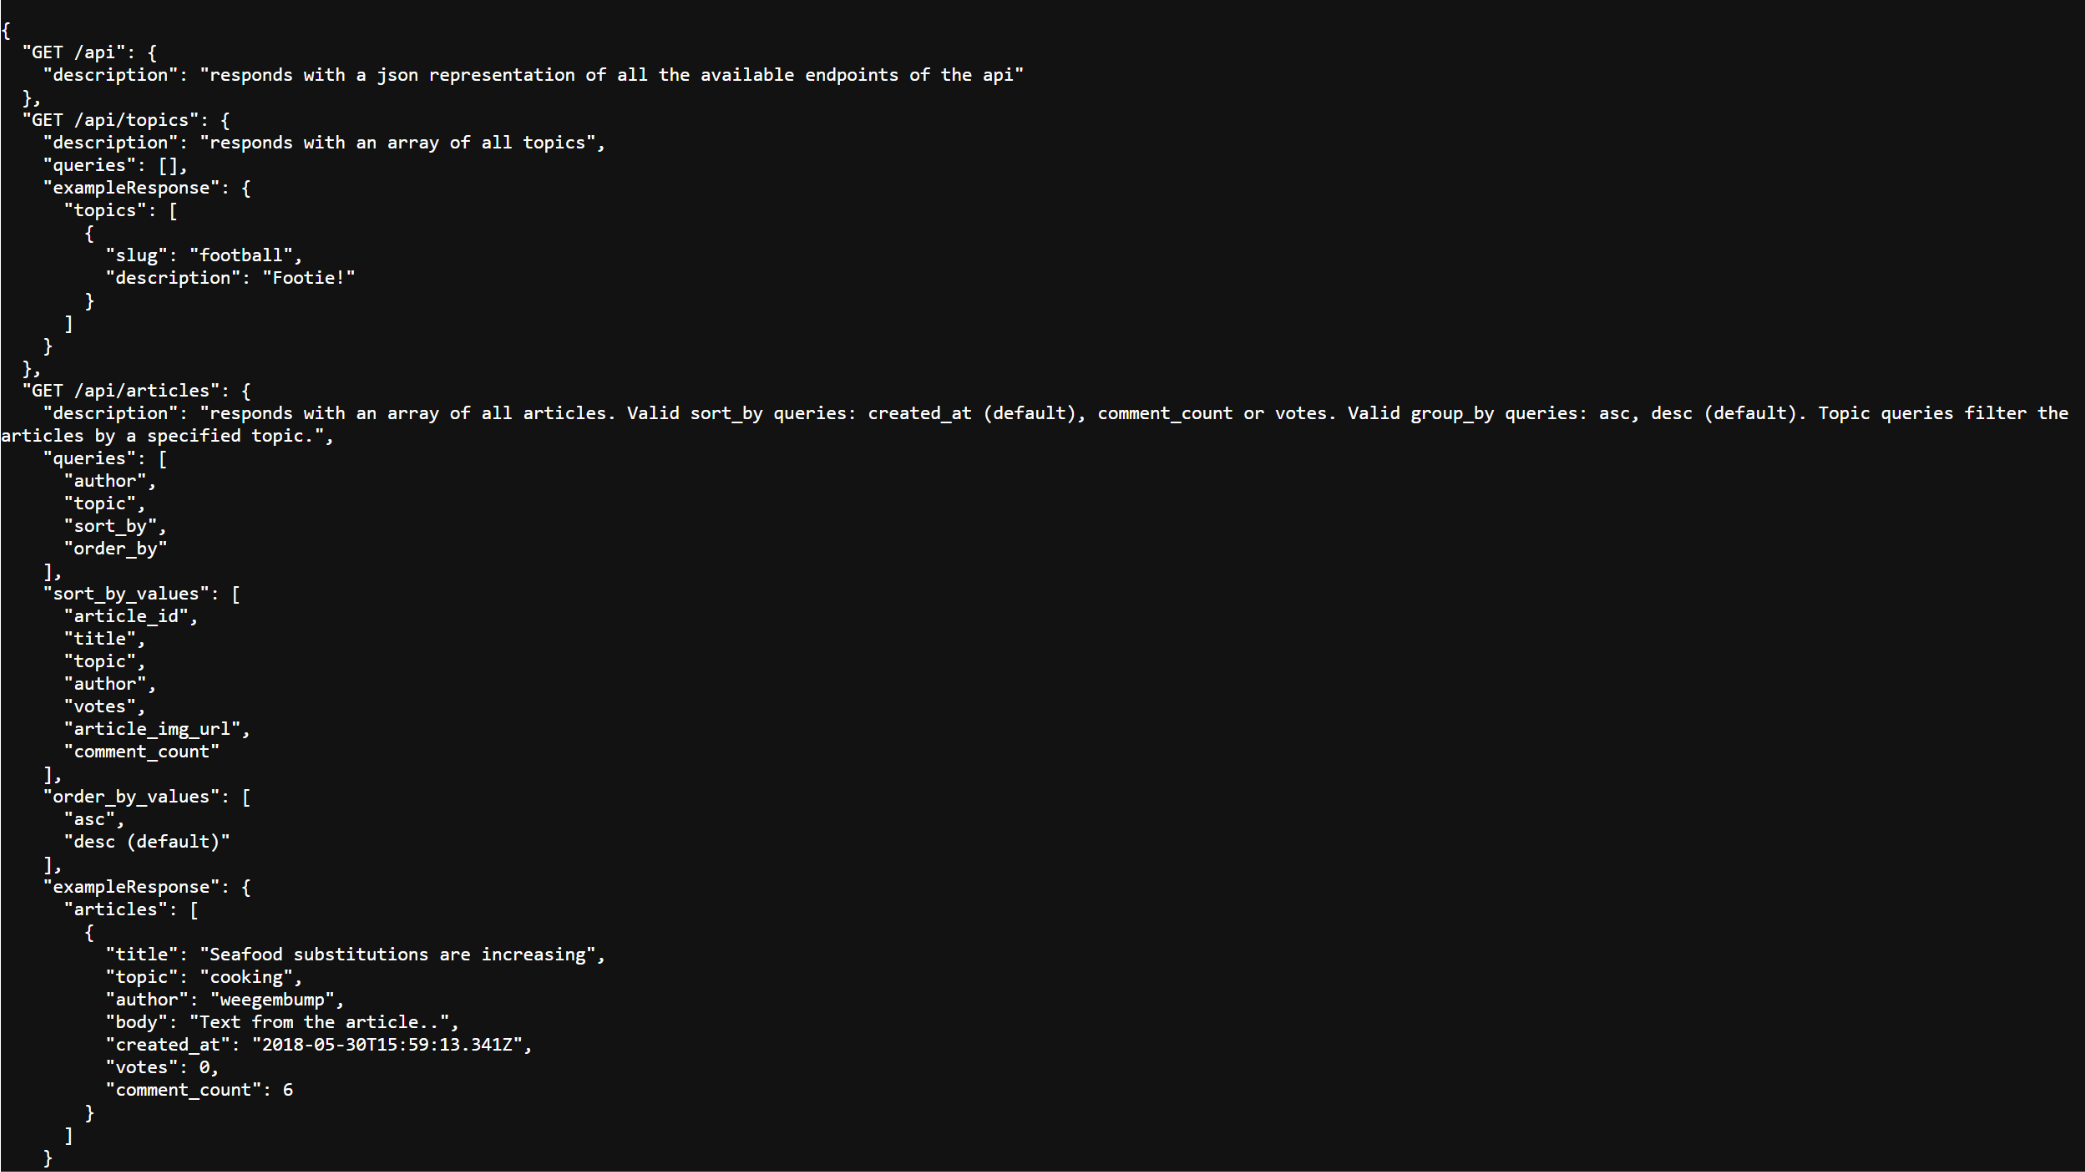 {
  "GET /api": {
    "description": "responds with a json representation of all the available endpoints of the api"
  },
  "GET /api/topics": {
    "description": "responds with an array of all topics",
    "queries": [],
    "exampleResponse": {
      "topics": [
        {
          "slug": "football",
          "description": "Footie!"
        }
      ]
    }
  },
  "GET /api/articles": {
    "description": "responds with an array of all articles. Valid sort_by queries: created_at (default), comment_count or votes. Valid group_by queries: asc, desc (default). Topic queries filter the
articles by a specified topic.",
    "queries": [
      "author",
      "topic",
      "sort_by",
      "order_by"
    ],
    "sort_by_values": [
      "article_id",
      "title",
      "topic",
      "author",
      "votes",
      "article_img_url",
      "comment_count"
    ],
    "order_by_values": [
      "asc",
      "desc (default)"
    ],
    "exampleResponse": {
      "articles": [
        {
          "title": "Seafood substitutions are increasing",
          "topic": "cooking",
          "author": "weegembump",
          "body": "Text from the article..",
          "created_at": "2018-05-30T15:59:13.341Z",
          "votes": 0,
          "comment_count": 6
        }
      ]
    }